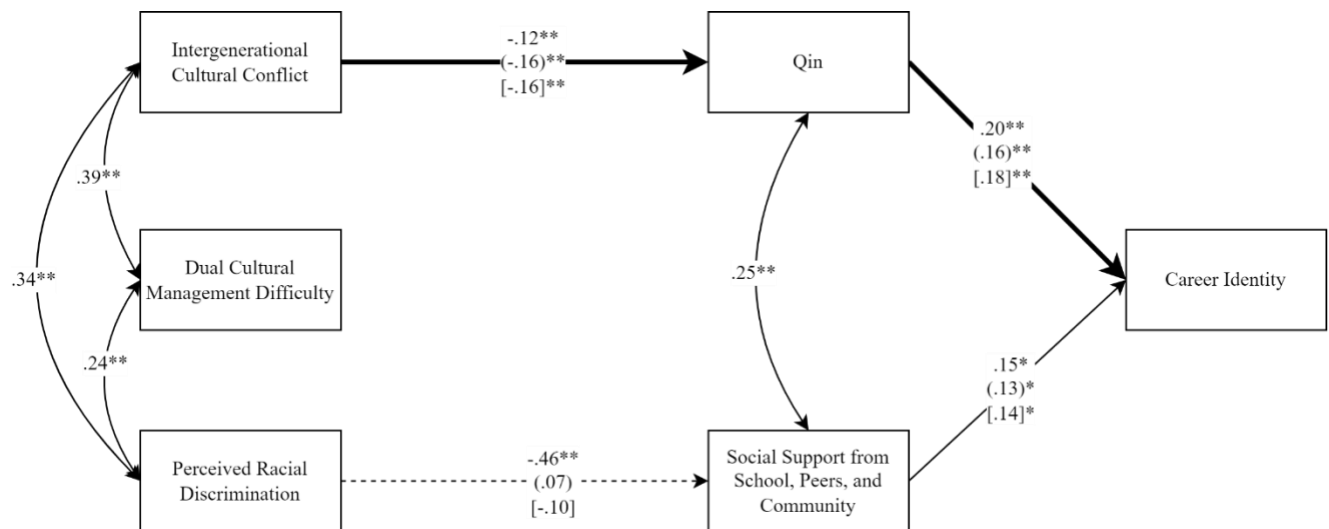 Intergenerational
Cultural Conflict
-.12**
(-.16)**
[-.16]**
Qin
.20**
(.16)**
[.18]**
.39**
.34**
Dual Cultural
Management Difficulty
.25**
Career Identity
.24**
Perceived Racial
Discrimination
-.46**
(.07)
[-.10]
Social Support from
School, Peers, and
Community
.15*
(.13)*
[.14]*